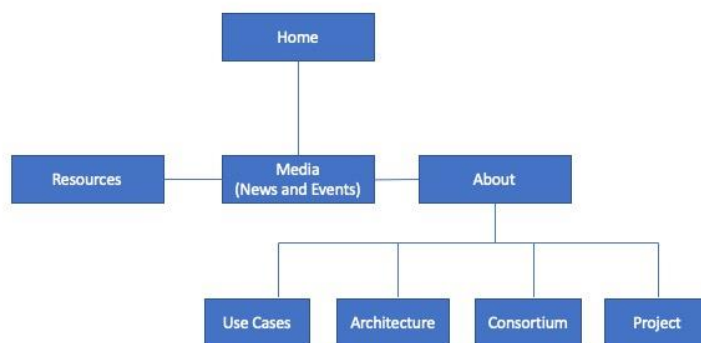 Home
Resources
Media
(News and Events)
About
Use Cases
Architecture
Consortium
Project